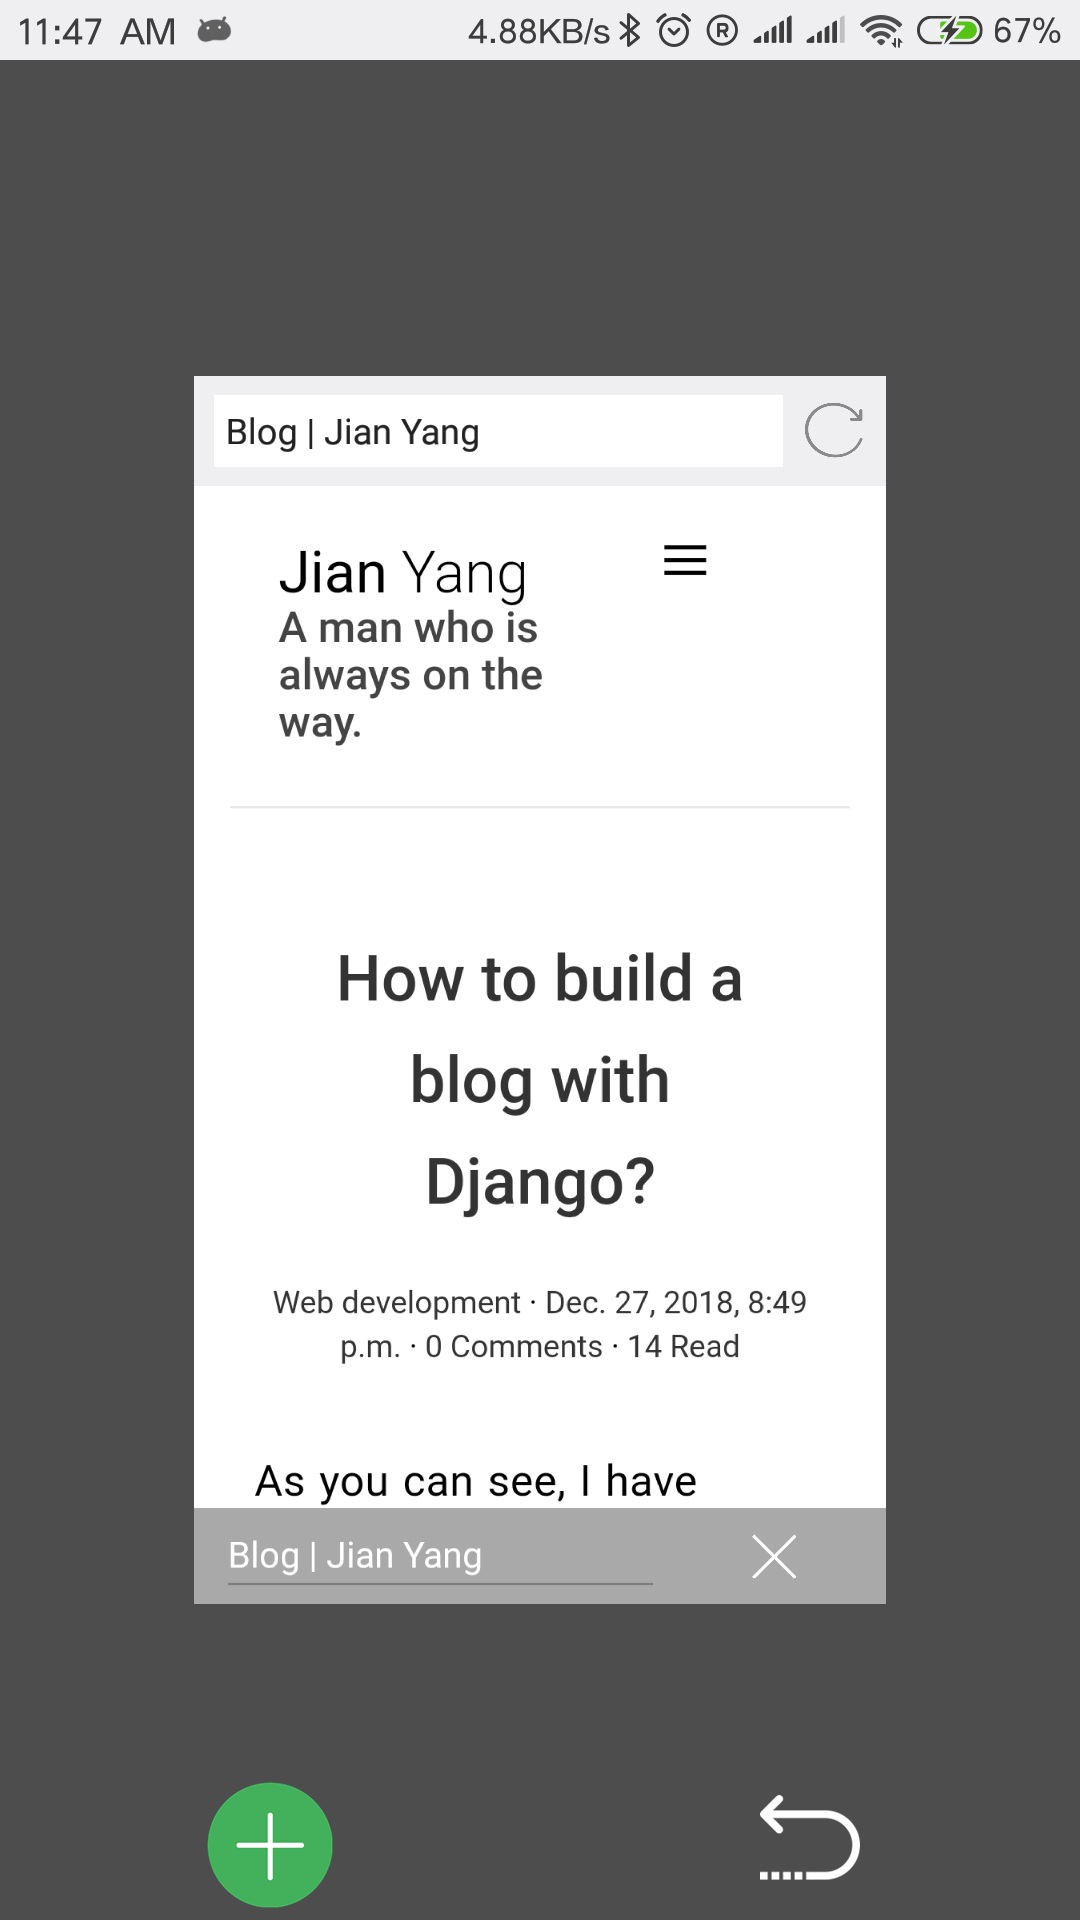 11:47 AM 4.88KB/s 67%
Blog | Jian Yang
Jian Yang
A man who is
always on the
way.
How to build a
blog with
Django?
Web development · Dec. 27, 2018, 8:49
p.m. · 0 Comments · 14 Read
As you can see, I have
Blog | Jian Yang